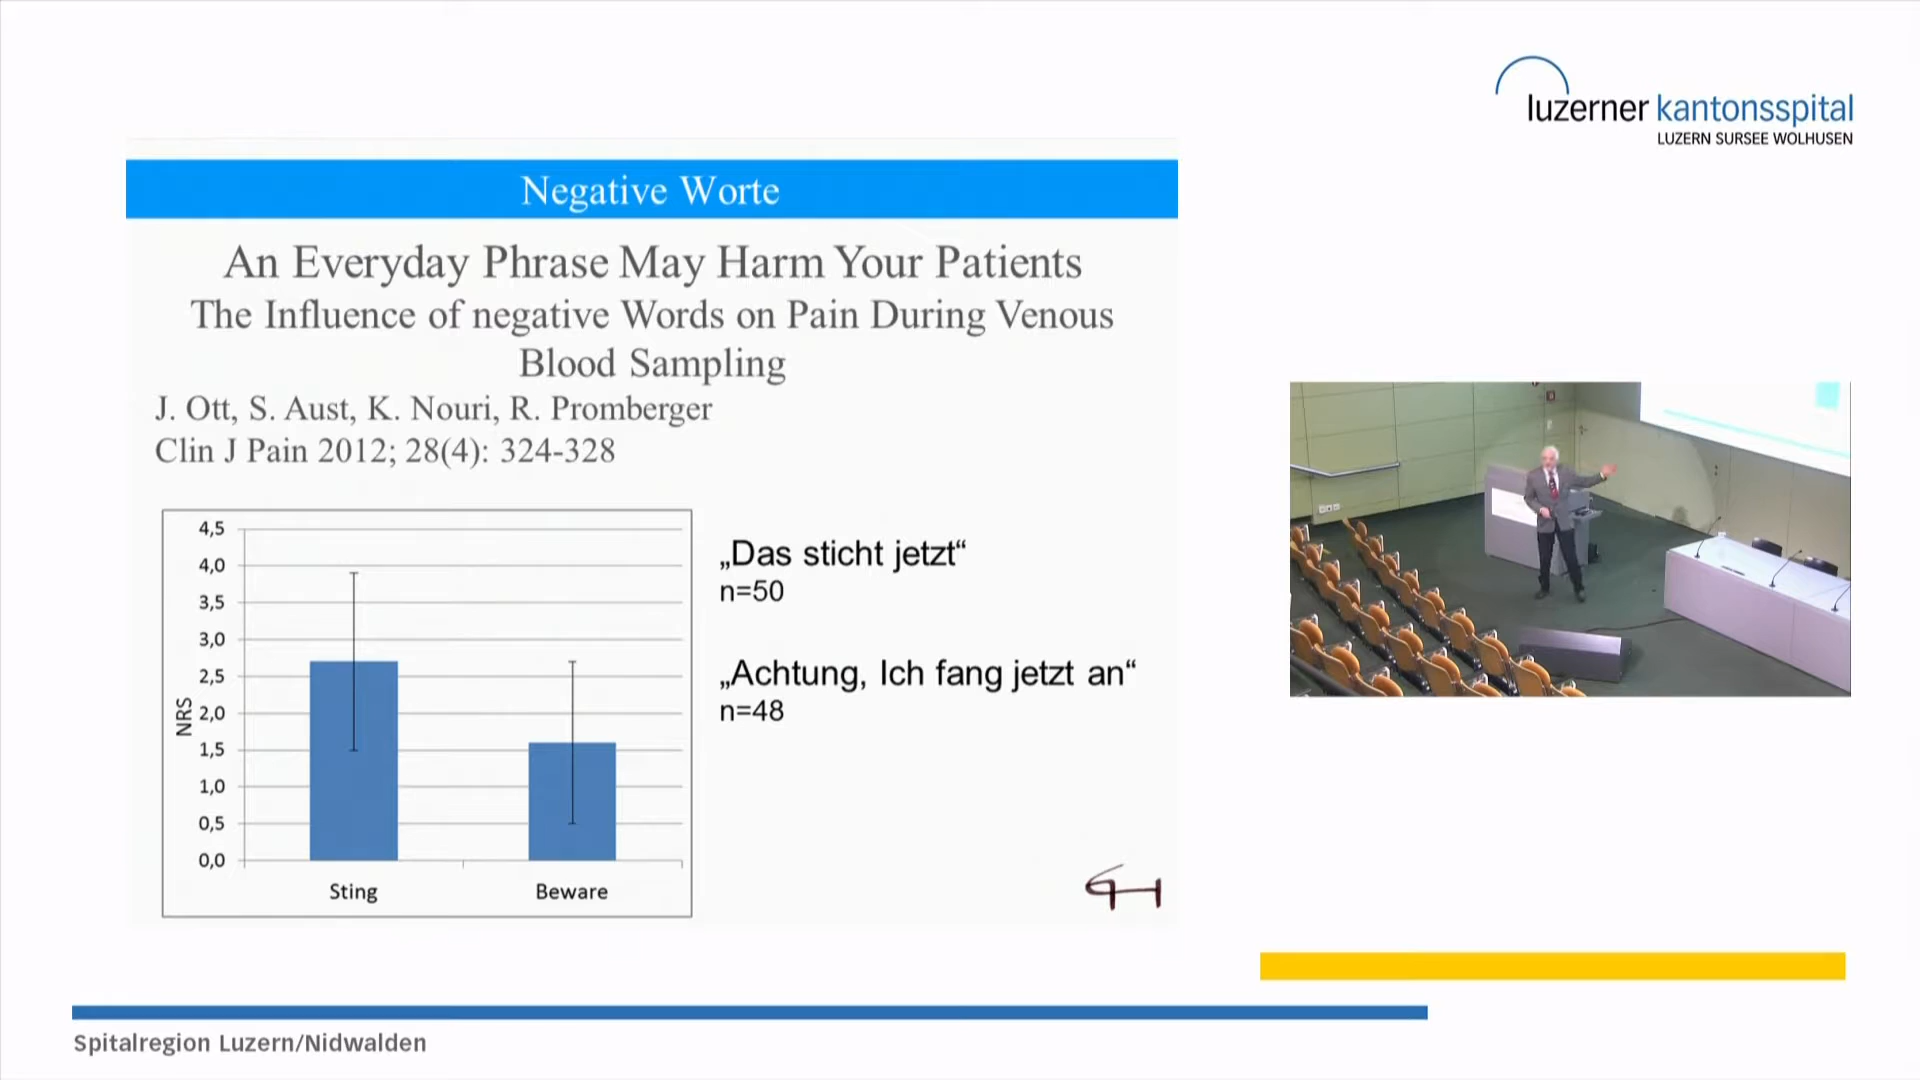 luzerner kantonsspital
LUZERN SURSEE WOLHUSEN
Negative Worte
An Everyday Phrase May Harm Your Patients
The Influence of negative Words on Pain During Venous
Blood Sampling
J. Ott, S. Aust, K. Nouri, R. Promberger
Clin J Pain 2012; 28(4): 324-328
4,5
4,0
3,5
3,0
2,5
2,0
1,5
1,0
0,5
0,0
NRS
Sting
Beware
„Das sticht jetzt“
n=50
„Achtung, Ich fang jetzt an“
n=48
Spitalregion Luzern/Nidwalden